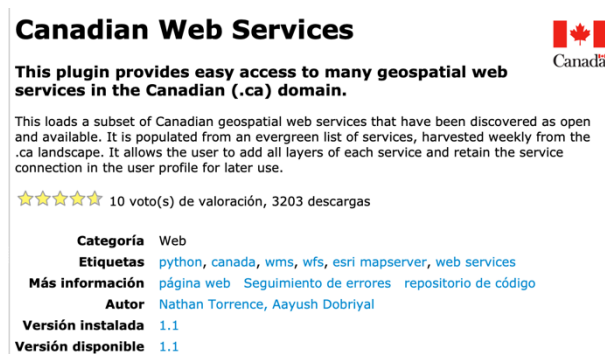 Canadian Web Services
Canada
This plugin provides easy access to many geospatial web
services in the Canadian (.ca) domain.
This loads a subset of Canadian geospatial web services that have been discovered as open
and available. It is populated from an evergreen list of services, harvested weekly from the
.ca landscape. It allows the user to add all layers of each service and retain the service
connection in the user profile for later use.
10 voto(s) de valoración, 3203 descargas
Categoría Web
Etiquetas python, canada, wms, wfs, esri mapserver, web services
Más información página web Seguimiento de errores repositorio de código
Autor Nathan Torrence, Aayush Dobriyal
Versión instalada 1.1
Versión disponible 1.1